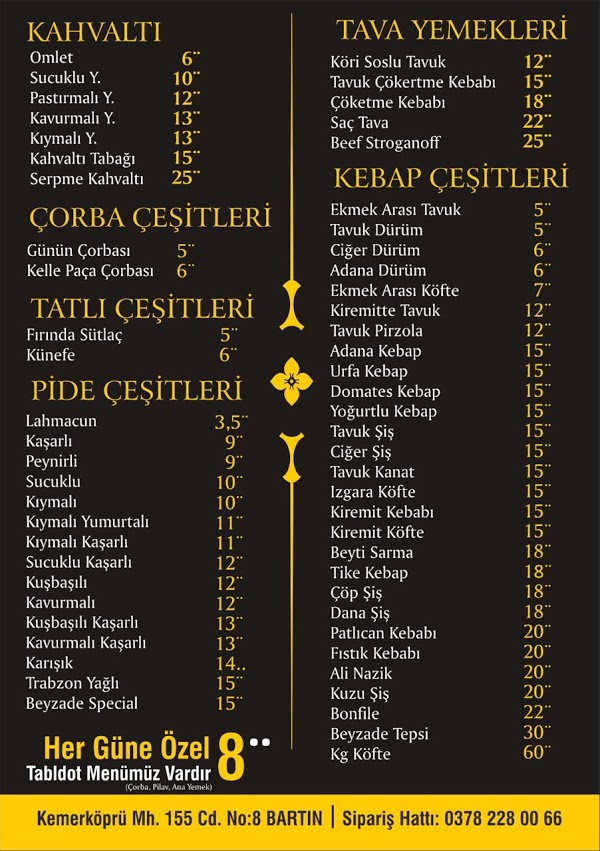 KAHVALTI
Omlet 6¨
Sucuklu Y. 10¨
Pastırmalı Y. 12¨
Kavurmalı Y. 13¨
Kıymalı Y. 13¨
Kahvaltı Tabağı 15¨
Serpme Kahvaltı 25¨
ÇORBA ÇEŞİTLERİ
Günün Çorbası 5¨
Kelle Paça Çorbası 6¨
TATLI ÇEŞİTLERİ
Fırında Sütlaç 5¨
Künefe 6¨
PİDE ÇEŞİTLERİ
Lahmacun 3,5¨
Kaşarlı 9¨
Peynirli 9¨
Sucuklu 10¨
Kıymalı 10¨
Kıymalı Yumurtalı 11¨
Kıymalı Kaşarlı 11¨
Sucuklu Kaşarlı 12¨
Kuşbaşılı 12¨
Kavurmalı 12¨
Kuşbaşılı Kaşarlı 13¨
Kavurmalı Kaşarlı 13¨
Karışık 14..
Trabzon Yağlı 15¨
Beyzade Special 15¨
Her Güne Özel 8¨
Tabldot Menümüz Vardır
(Çorba, Pilav, Ana Yemek)
TAVA YEMEKLERİ
Köri Soslu Tavuk 12¨
Tavuk Çökertme Kebabı 15¨
Çöketme Kebabı 18¨
Saç Tava 22¨
Beef Stroganoff 25¨
KEBAP ÇEŞİTLERİ
Ekmek Arası Tavuk 5¨
Tavuk Dürüm 5¨
Ciğer Dürüm 6¨
Adana Dürüm 6¨
Ekmek Arası Köfte 7¨
Kiremitte Tavuk 12¨
Tavuk Pirzola 12¨
Adana Kebap 15¨
Urfa Kebap 15¨
Domates Kebap 15¨
Yoğurtlu Kebap 15¨
Tavuk Şiş 15¨
Ciğer Şiş 15¨
Tavuk Kanat 15¨
Izgara Köfte 15¨
Kiremit Kebabı 15¨
Kiremit Köfte 15¨
Beyti Sarma 18¨
Tike Kebap 18¨
Çöp Şiş 18¨
Dana Şiş 18¨
Patlıcan Kebabı 20¨
Fıstık Kebabı 20¨
Ali Nazik 20¨
Kuzu Şiş 20¨
Bonfile 22¨
Beyzade Tepsi 30¨
Kg Köfte 60¨
Kemerköprü Mh. 155 Cd. No:8 BARTIN | Sipariş Hattı: 0378 228 00 66